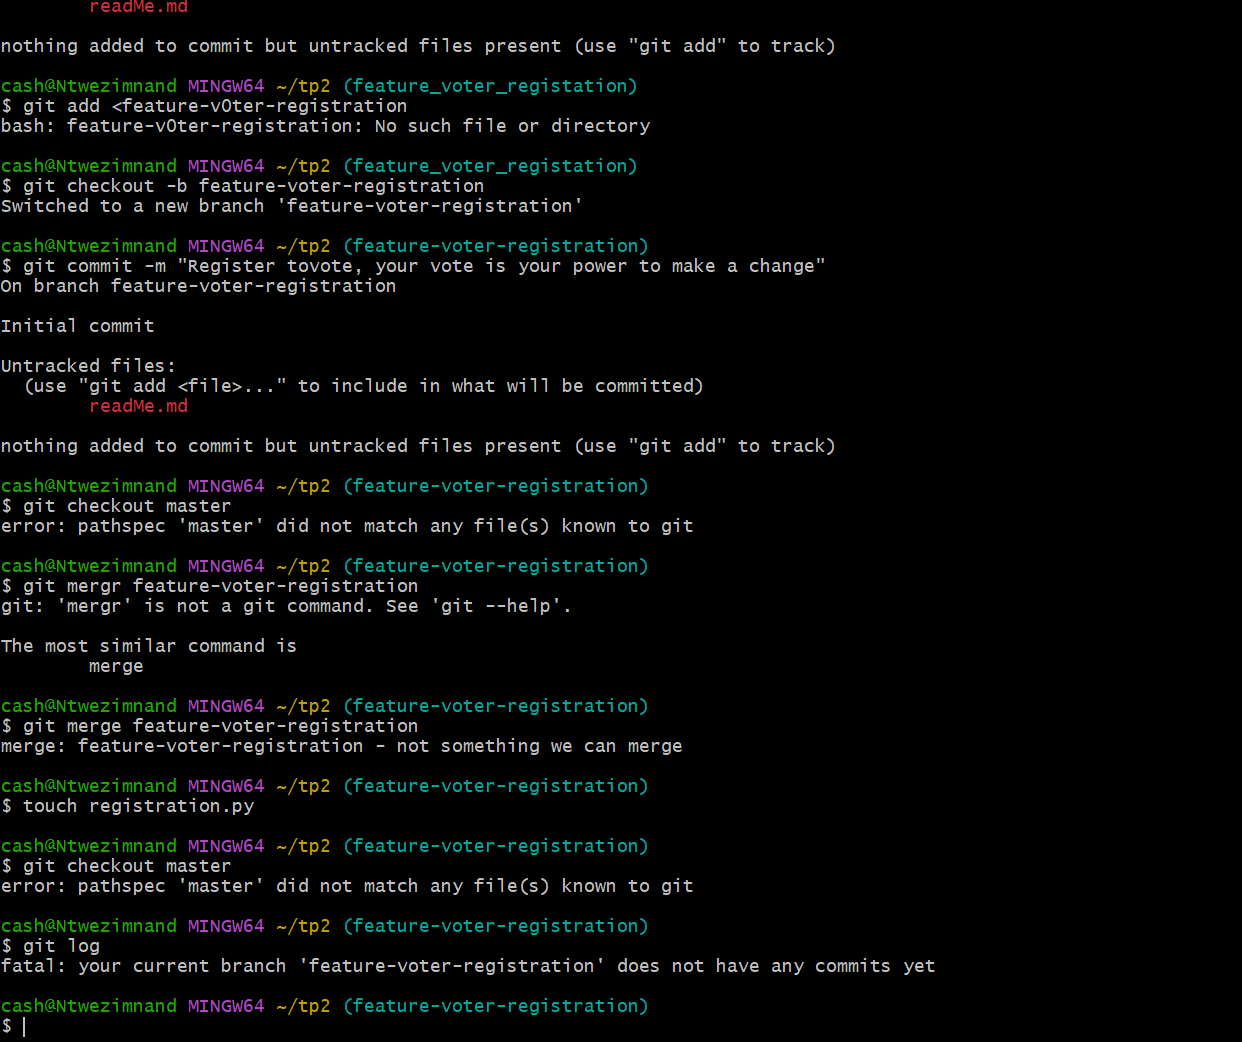 readMe.md
nothing added to commit but untracked files present (use "git add" to track)
cash@Ntwezimnand MINGW64 ~/tp2 (feature_voter_registation)
$ git add <feature-v0ter-registration
bash: feature-v0ter-registration: No such file or directory
cash@Ntwezimnand MINGW64 ~/tp2 (feature_voter_registation)
$ git checkout -b feature-voter-registration
Switched to a new branch 'feature-voter-registration'
cash@Ntwezimnand MINGW64 ~/tp2 (feature-voter-registration)
$ git commit -m "Register tovote, your vote is your power to make a change"
On branch feature-voter-registration
Initial commit
Untracked files:
(use "git add <file>..." to include in what will be committed)
readMe.md
nothing added to commit but untracked files present (use "git add" to track)
cash@Ntwezimnand MINGW64 ~/tp2 (feature-voter-registration)
$ git checkout master
error: pathspec 'master' did not match any file(s) known to git
cash@Ntwezimnand MINGW64 ~/tp2 (feature-voter-registration)
$ git mergr feature-voter-registration
git: 'mergr' is not a git command. See 'git --help'.
The most similar command is
merge
cash@Ntwezimnand MINGW64 ~/tp2 (feature-voter-registration)
$ git merge feature-voter-registration
merge: feature-voter-registration - not something we can merge
cash@Ntwezimnand MINGW64 ~/tp2 (feature-voter-registration)
$ touch registration.py
cash@Ntwezimnand MINGW64 ~/tp2 (feature-voter-registration)
$ git checkout master
error: pathspec 'master' did not match any file(s) known to git
cash@Ntwezimnand MINGW64 ~/tp2 (feature-voter-registration)
$ git log
fatal: your current branch 'feature-voter-registration' does not have any commits yet
cash@Ntwezimnand MINGW64 ~/tp2 (feature-voter-registration)
$